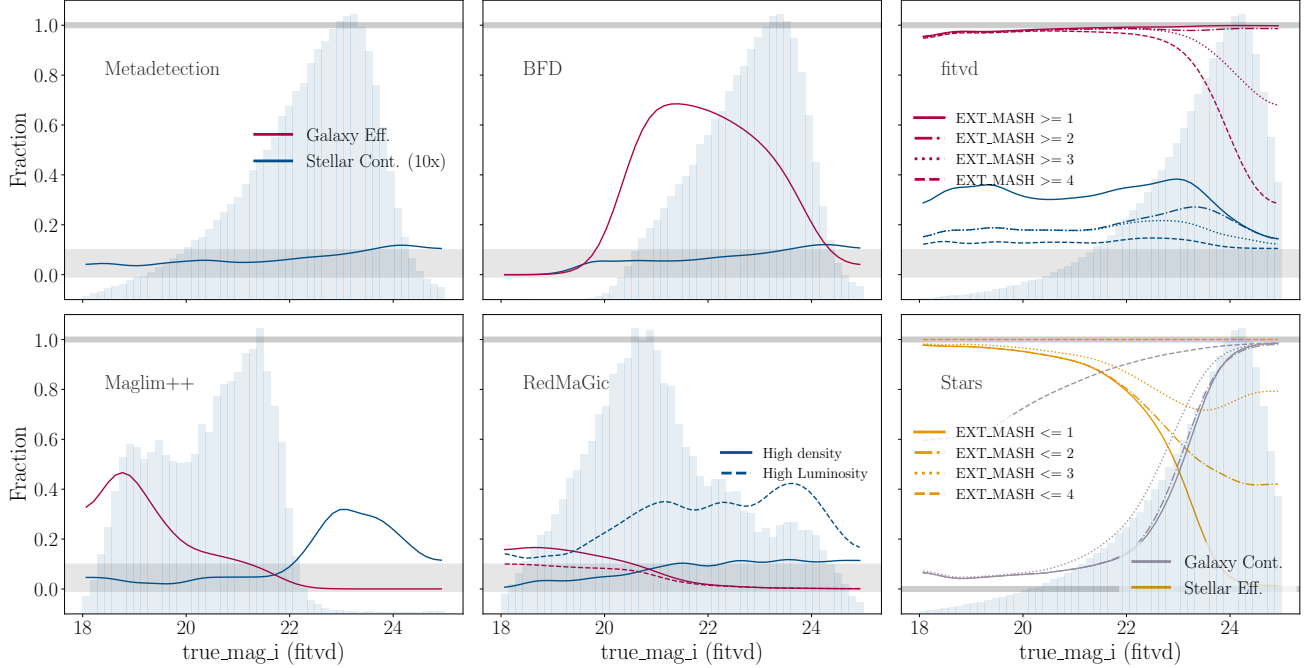 Metadetection
BFD
fitvd
Galaxy Eff.
Stellar Cont. (10x)
EXT_MASH >= 1
EXT_MASH >= 2
EXT_MASH >= 3
EXT_MASH >= 4
Fraction
1.0
0.8
0.6
0.4
0.2
0.0
Maglim++
RedMaGic
Stars
High density
High Luminosity
EXT_MASH <= 1
EXT_MASH <= 2
EXT_MASH <= 3
EXT_MASH <= 4
Galaxy Cont.
Stellar Eff.
Fraction
1.0
0.8
0.6
0.4
0.2
0.0
18 20 22 24
18 20 22 24
18 20 22 24
true_mag_i (fitvd)
true_mag_i (fitvd)
true_mag_i (fitvd)